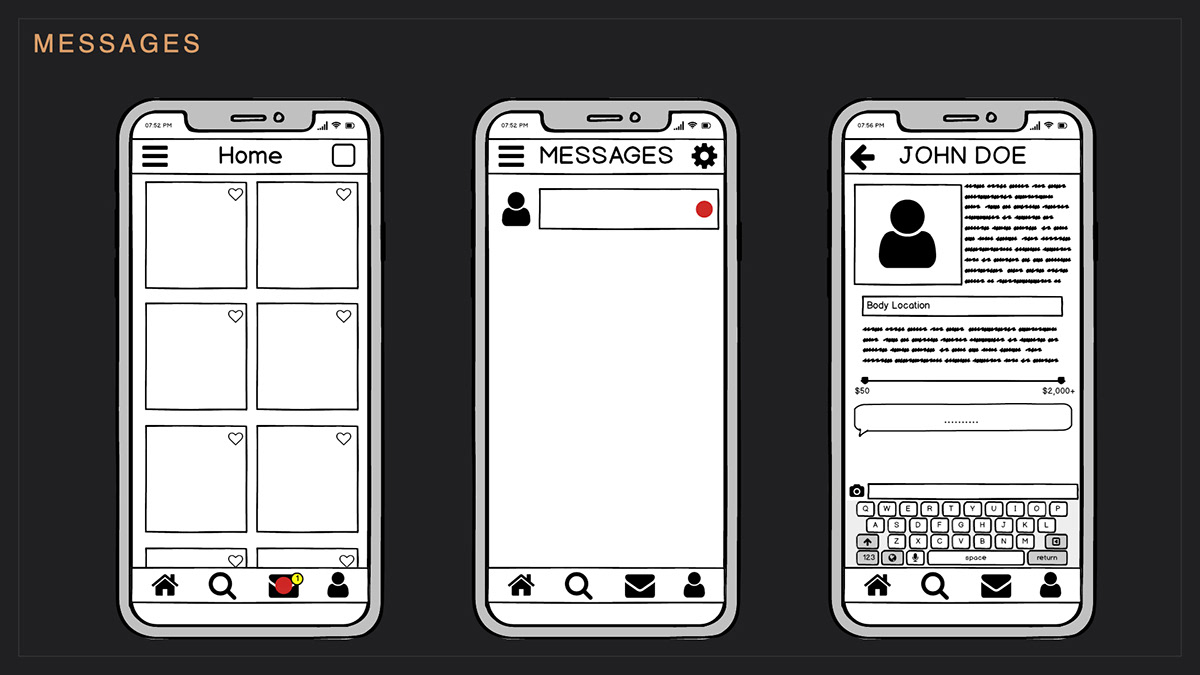 MESSAGES
07:52 PM
Home
1
07:52 PM
MESSAGES
07:56 PM
JOHN DOE
Body Location
$50 $2,000+
..........
Q W E R T Y U I O P
A S D F G H J K L
Z X C V B N M
123 space return